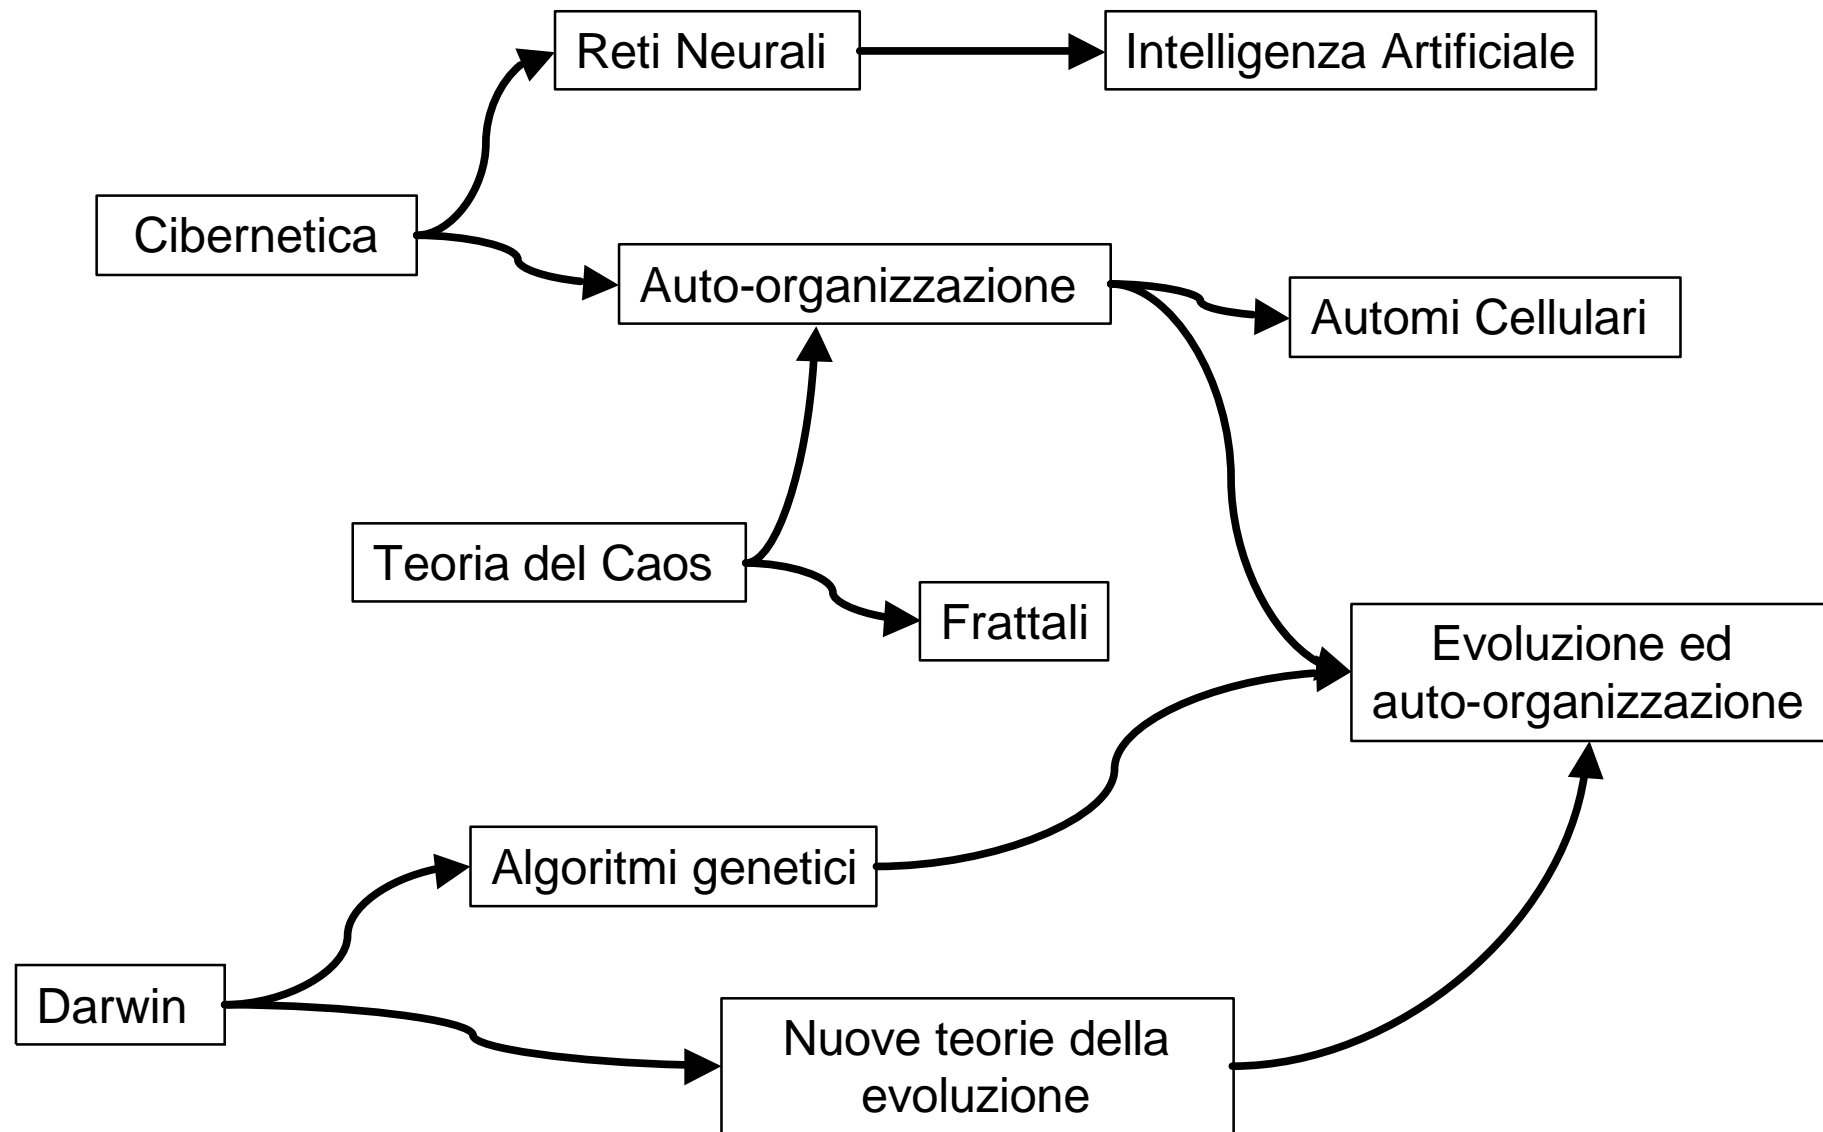 Reti Neurali
Intelligenza Artificiale
Cibernetica
Auto-organizzazione
Automi Cellulari
Teoria del Caos
Frattali
Evoluzione ed
auto-organizzazione
Algoritmi genetici
Darwin
Nuove teorie della
evoluzione